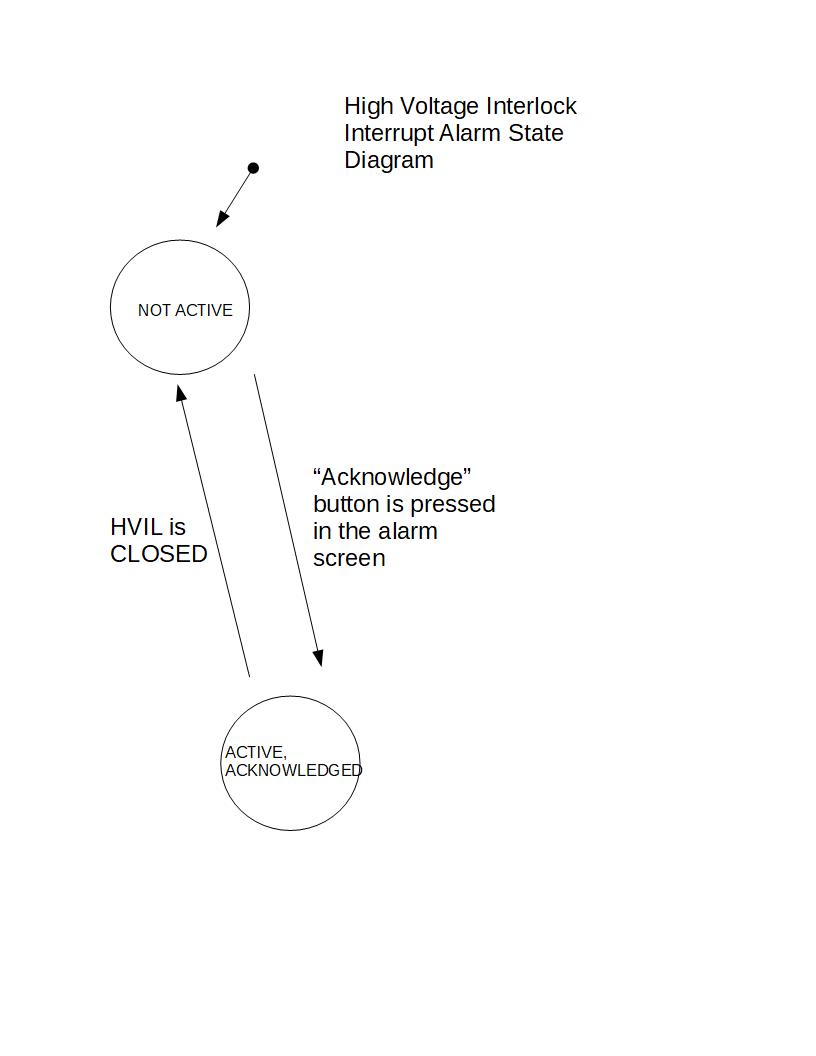 High Voltage Interlock
Interrupt Alarm State
Diagram
NOT ACTIVE
“Acknowledge”
button is pressed
in the alarm
screen
HVIL is
CLOSED
ACTIVE,
ACKNOWLEDGED